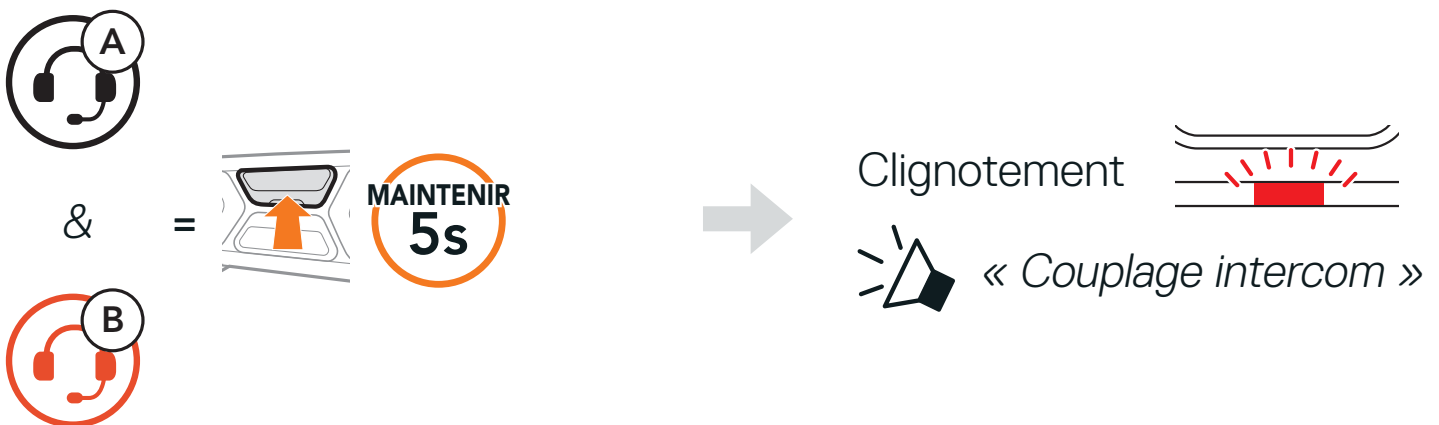 A
&
=
MAINTENIR
5s
B
Clignotement
« Couplage intercom »